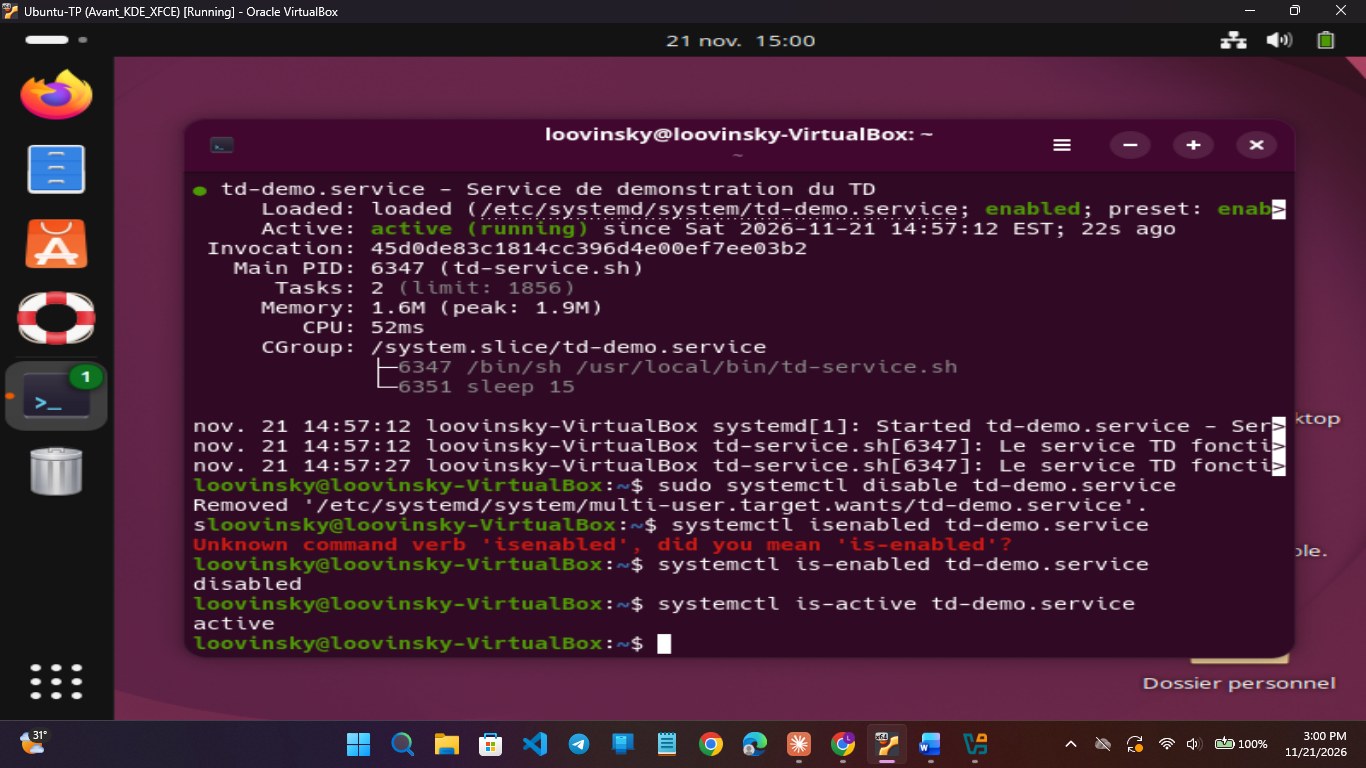 Ubuntu-TP (Avant_KDE_XFCE) [Running] - Oracle VirtualBox
21 nov. 15:00
loovinsky@loovinsky-VirtualBox: ~
~
● td-demo.service - Service de demonstration du TD
Loaded: loaded (/etc/systemd/system/td-demo.service; enabled; preset: enab>
Active: active (running) since Sat 2026-11-21 14:57:12 EST; 22s ago
Invocation: 45d0de83c1814cc396d4e00ef7ee03b2
Main PID: 6347 (td-service.sh)
Tasks: 2 (limit: 1856)
Memory: 1.6M (peak: 1.9M)
CPU: 52ms
CGroup: /system.slice/td-demo.service
├─6347 /bin/sh /usr/local/bin/td-service.sh
└─6351 sleep 15
nov. 21 14:57:12 loovinsky-VirtualBox systemd[1]: Started td-demo.service - Ser>
nov. 21 14:57:12 loovinsky-VirtualBox td-service.sh[6347]: Le service TD foncti>
nov. 21 14:57:27 loovinsky-VirtualBox td-service.sh[6347]: Le service TD foncti>
loovinsky@loovinsky-VirtualBox:~$ sudo systemctl disable td-demo.service
Removed '/etc/systemd/system/multi-user.target.wants/td-demo.service'.
sloovinsky@loovinsky-VirtualBox:~$ systemctl isenabled td-demo.service
Unknown command verb 'isenabled', did you mean 'is-enabled'?
loovinsky@loovinsky-VirtualBox:~$ systemctl is-enabled td-demo.service
disabled
loovinsky@loovinsky-VirtualBox:~$ systemctl is-active td-demo.service
active
loovinsky@loovinsky-VirtualBox:~$
1
ktop
ole.
Dossier personnel
31°
100%
3:00 PM
11/21/2026